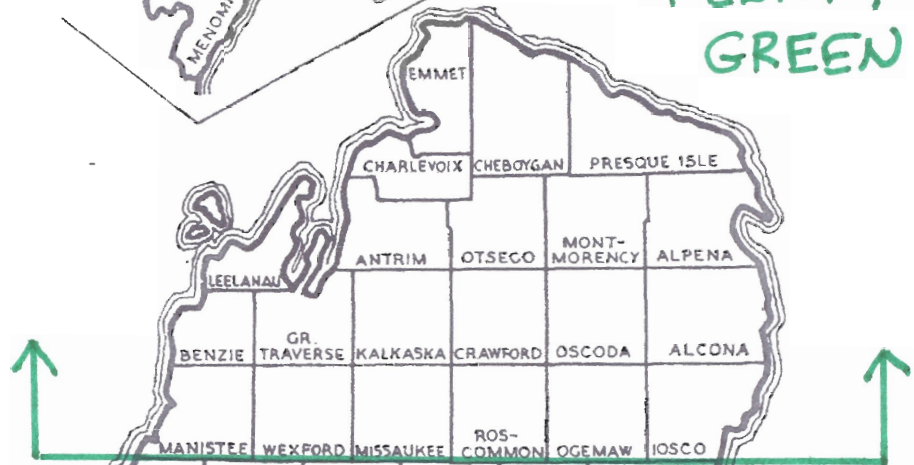 GREEN
EMMET
CHARLEVOIX
CHEBOYGAN
PRESQUE ISLE
ANTRIM
OTSEGO
MONT-
MORENCY
ALPENA
LEELANAU
BENZIE
GR.
TRAVERSE
KALKASKA
CRAWFORD
OSCODA
ALCONA
MANISTEE
WEXFORD
MISSAUKEE
ROS-
COMMON
OGEMAW
IOSCO